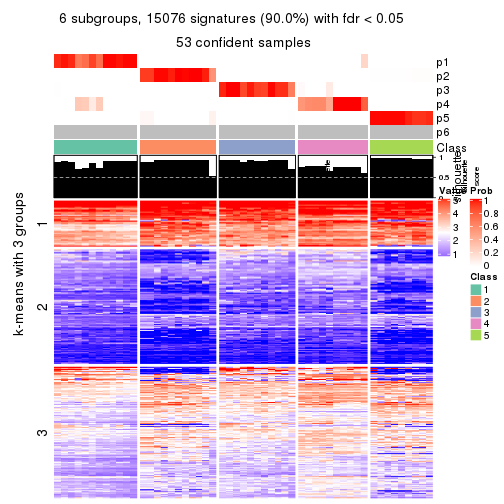 6 subgroups, 15076 signatures (90.0%) with fdr < 0.05
53 confident samples
p1
p2
p3
p4
p5
p6
Class
1
0.5
Silhouette
score
Value
5
4
3
2
1
Prob
1
0.8
0.6
0.4
0.2
0
Class
1
2
3
4
5
k-means with 3 groups
1
2
3